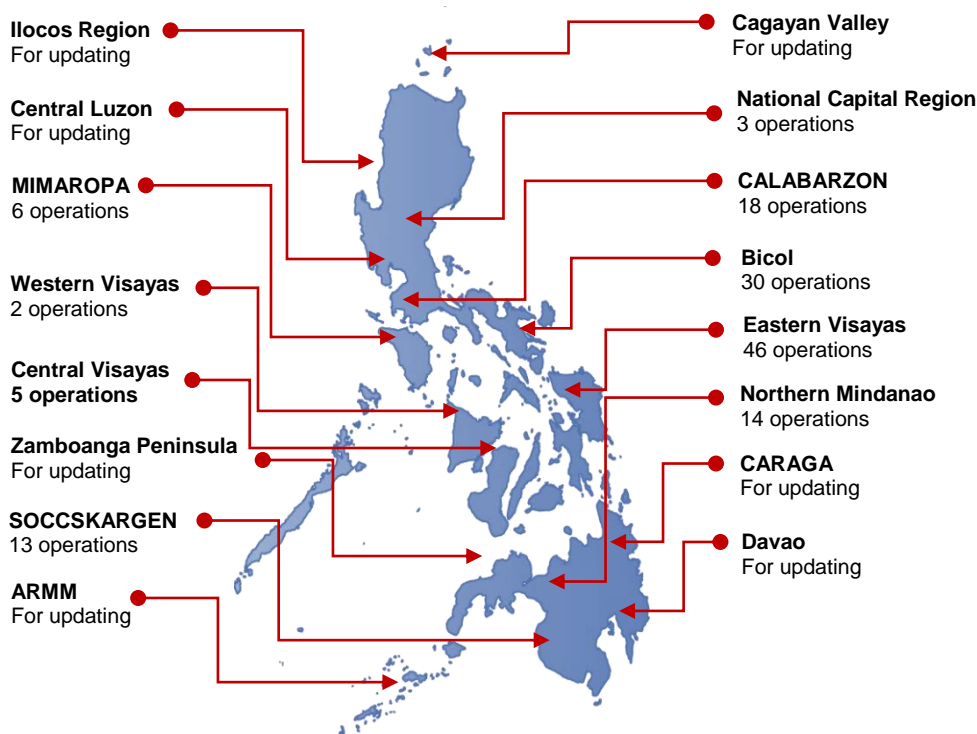 Ilocos Region
For updating
Central Luzon
For updating
MIMAROPA
6 operations
Western Visayas
2 operations
Central Visayas
5 operations
Zamboanga Peninsula
For updating
SOCCSKARGEN
13 operations
ARMM
For updating
Cagayan Valley
For updating
National Capital Region
3 operations
CALABARZON
18 operations
Bicol
30 operations
Eastern Visayas
46 operations
Northern Mindanao
14 operations
CARAGA
For updating
Davao
For updating